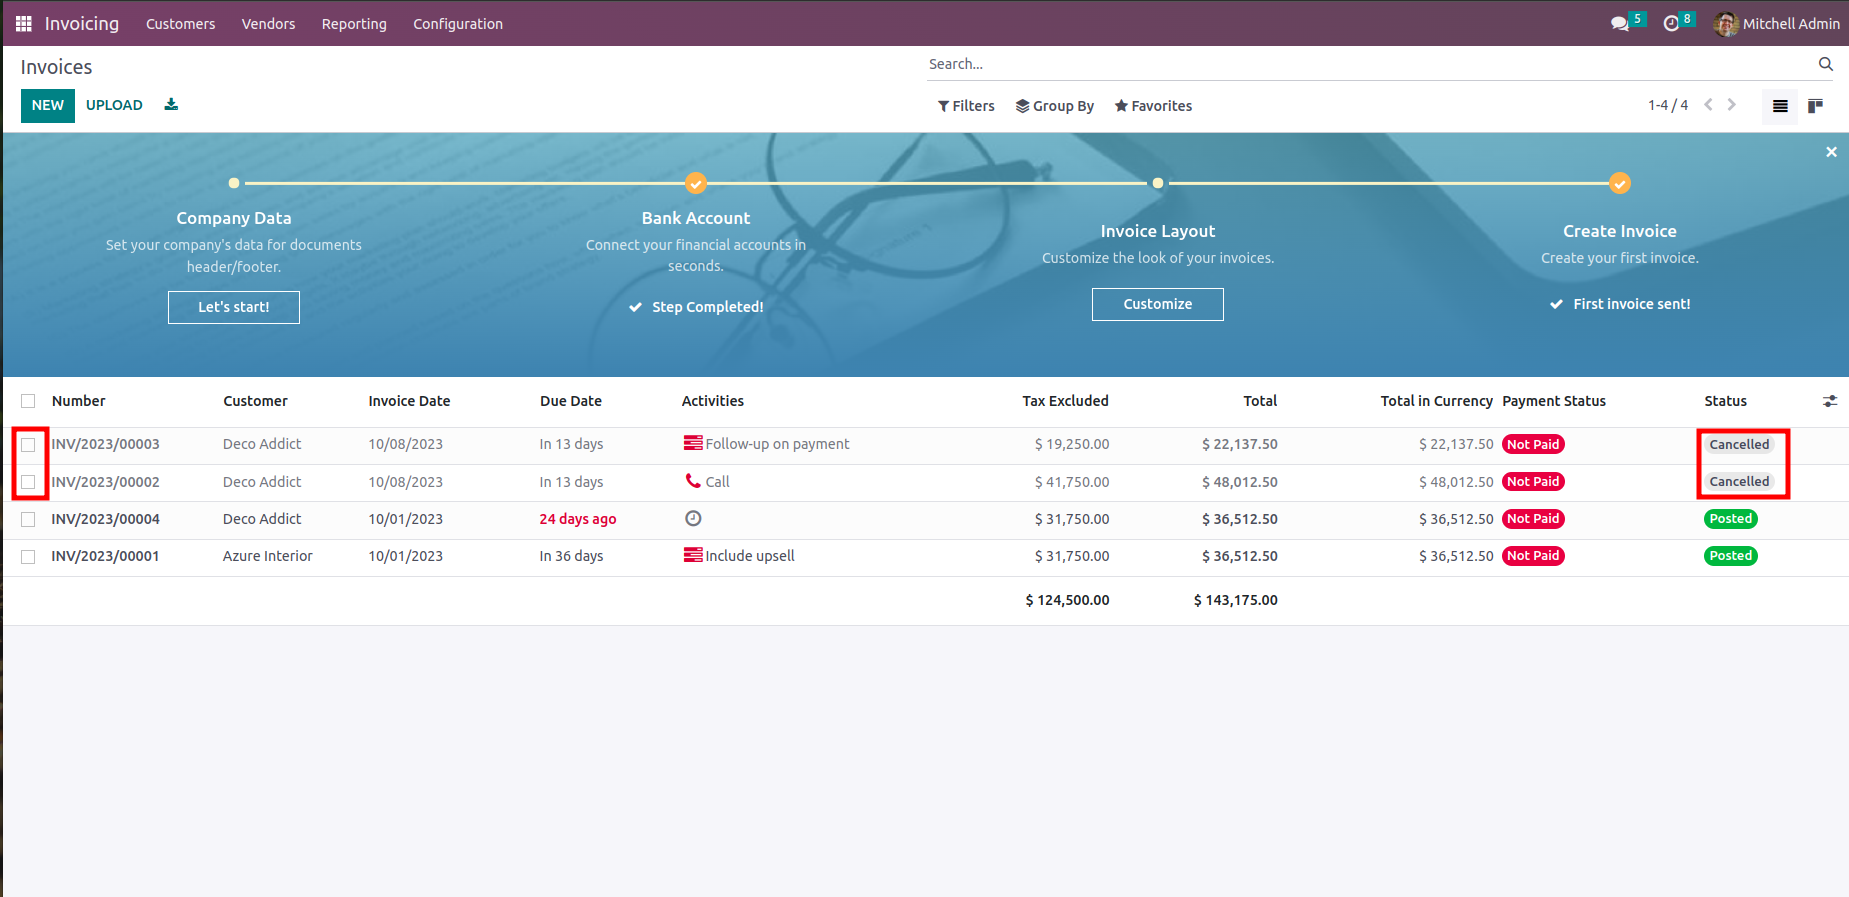 Invoicing Customers Vendors Reporting Configuration 5 8 Mitchell Admin
Invoices Search...
NEW UPLOAD Filters Group By Favorites 1-4 / 4
Company Data
Set your company's data for documents
header/footer.
Let's start!
Bank Account
Connect your financial accounts in
seconds.
Step Completed!
Invoice Layout
Customize the look of your invoices.
Customize
Create Invoice
Create your first invoice.
First invoice sent!
Number Customer Invoice Date Due Date Activities Tax Excluded Total Total in Currency Payment Status Status
INV/2023/00003 Deco Addict 10/08/2023 In 13 days Follow-up on payment $ 19,250.00 $ 22,137.50 $ 22,137.50 Not Paid Cancelled
INV/2023/00002 Deco Addict 10/08/2023 In 13 days Call $ 41,750.00 $ 48,012.50 $ 48,012.50 Not Paid Cancelled
INV/2023/00004 Deco Addict 10/01/2023 24 days ago $ 31,750.00 $ 36,512.50 $ 36,512.50 Not Paid Posted
INV/2023/00001 Azure Interior 10/01/2023 In 36 days Include upsell $ 31,750.00 $ 36,512.50 $ 36,512.50 Not Paid Posted
$ 124,500.00 $ 143,175.00